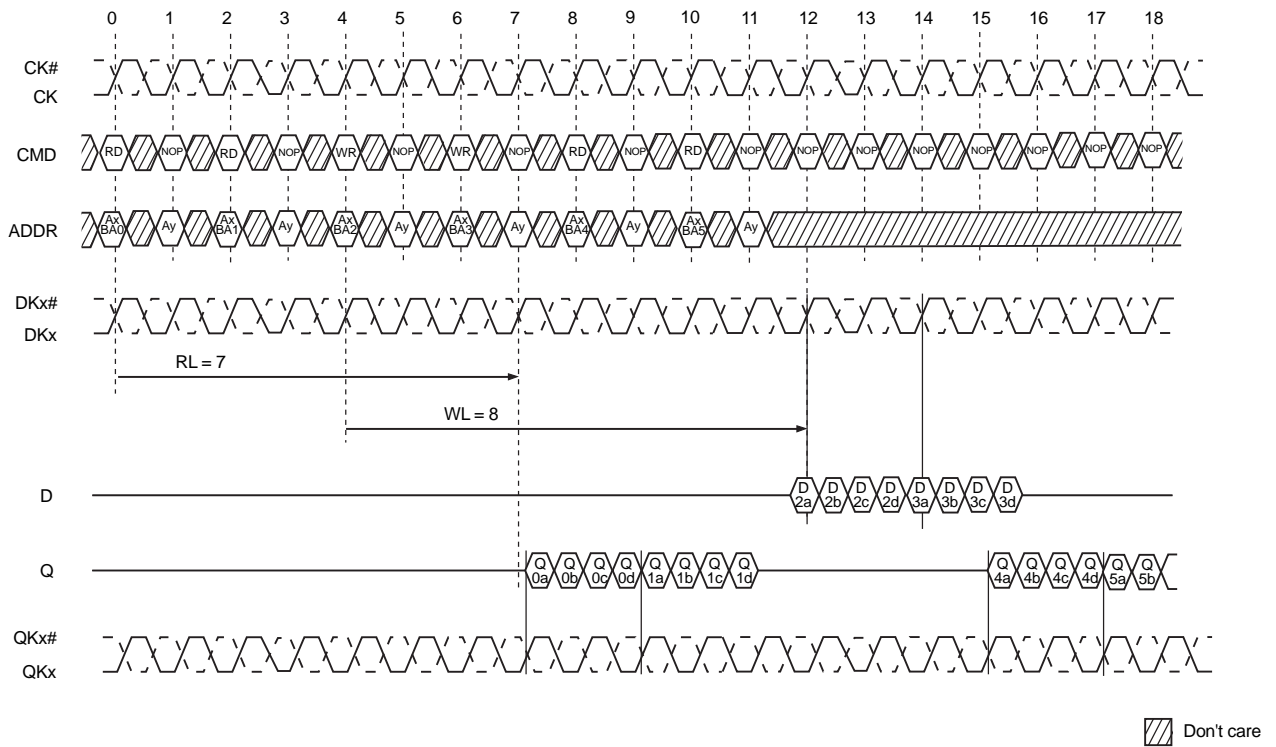 0 1 2 3 4 5 6 7 8 9 10 11 12 13 14 15 16 17 18
CK#
CK
CMD RD NOP RD NOP WR NOP WR NOP RD NOP RD NOP NOP NOP NOP NOP NOP NOP NOP
ADDR Ax BA0 Ay Ax BA1 Ay Ax BA2 Ay Ax BA3 Ay Ax BA4 Ay Ax BA5 Ay
DKx#
DKx
RL = 7
WL = 8
D D 2a D 2b D 2c D 2d D 3a D 3b D 3c D 3d
Q Q 0a Q 0b Q 0c Q 0d Q 1a Q 1b Q 1c Q 1d Q 4a Q 4b Q 4c Q 4d Q 5a Q 5b
QKx#
QKx
Don't care